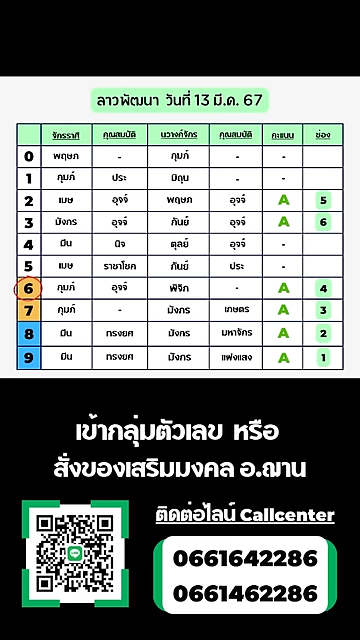 ลาวพัฒนา วันที่ 13 มี.ค. 67
จักรราศี คุณสมบัติ นวางก์จักร คุณสมบัติ คะแนน ช่อง
0 พฤษภ - กุมภ์ - -
1 กุมภ์ ประ มิถุน - -
2 เมษ อุจจ์ พฤษภ อุจจ์ A 5
3 มังกร อุจจ์ กันย์ อุจจ์ A 6
4 มีน นิจ ตุลย์ อุจจ์ -
5 เมษ ราชาโชค กันย์ ประ -
6 กุมภ์ อุจจ์ พิจิก - A 4
7 กุมภ์ - มังกร เกษตร A 3
8 มีน ทรงยศ มังกร มหาจักร A 2
9 มีน ทรงยศ มังกร แฝงแสง A 1
เข้ากลุ่มตัวเลข หรือ
สั่งของเสริมมงคล อ.ฌาน
ติดต่อไลน์ Callcenter
0661642286
0661462286